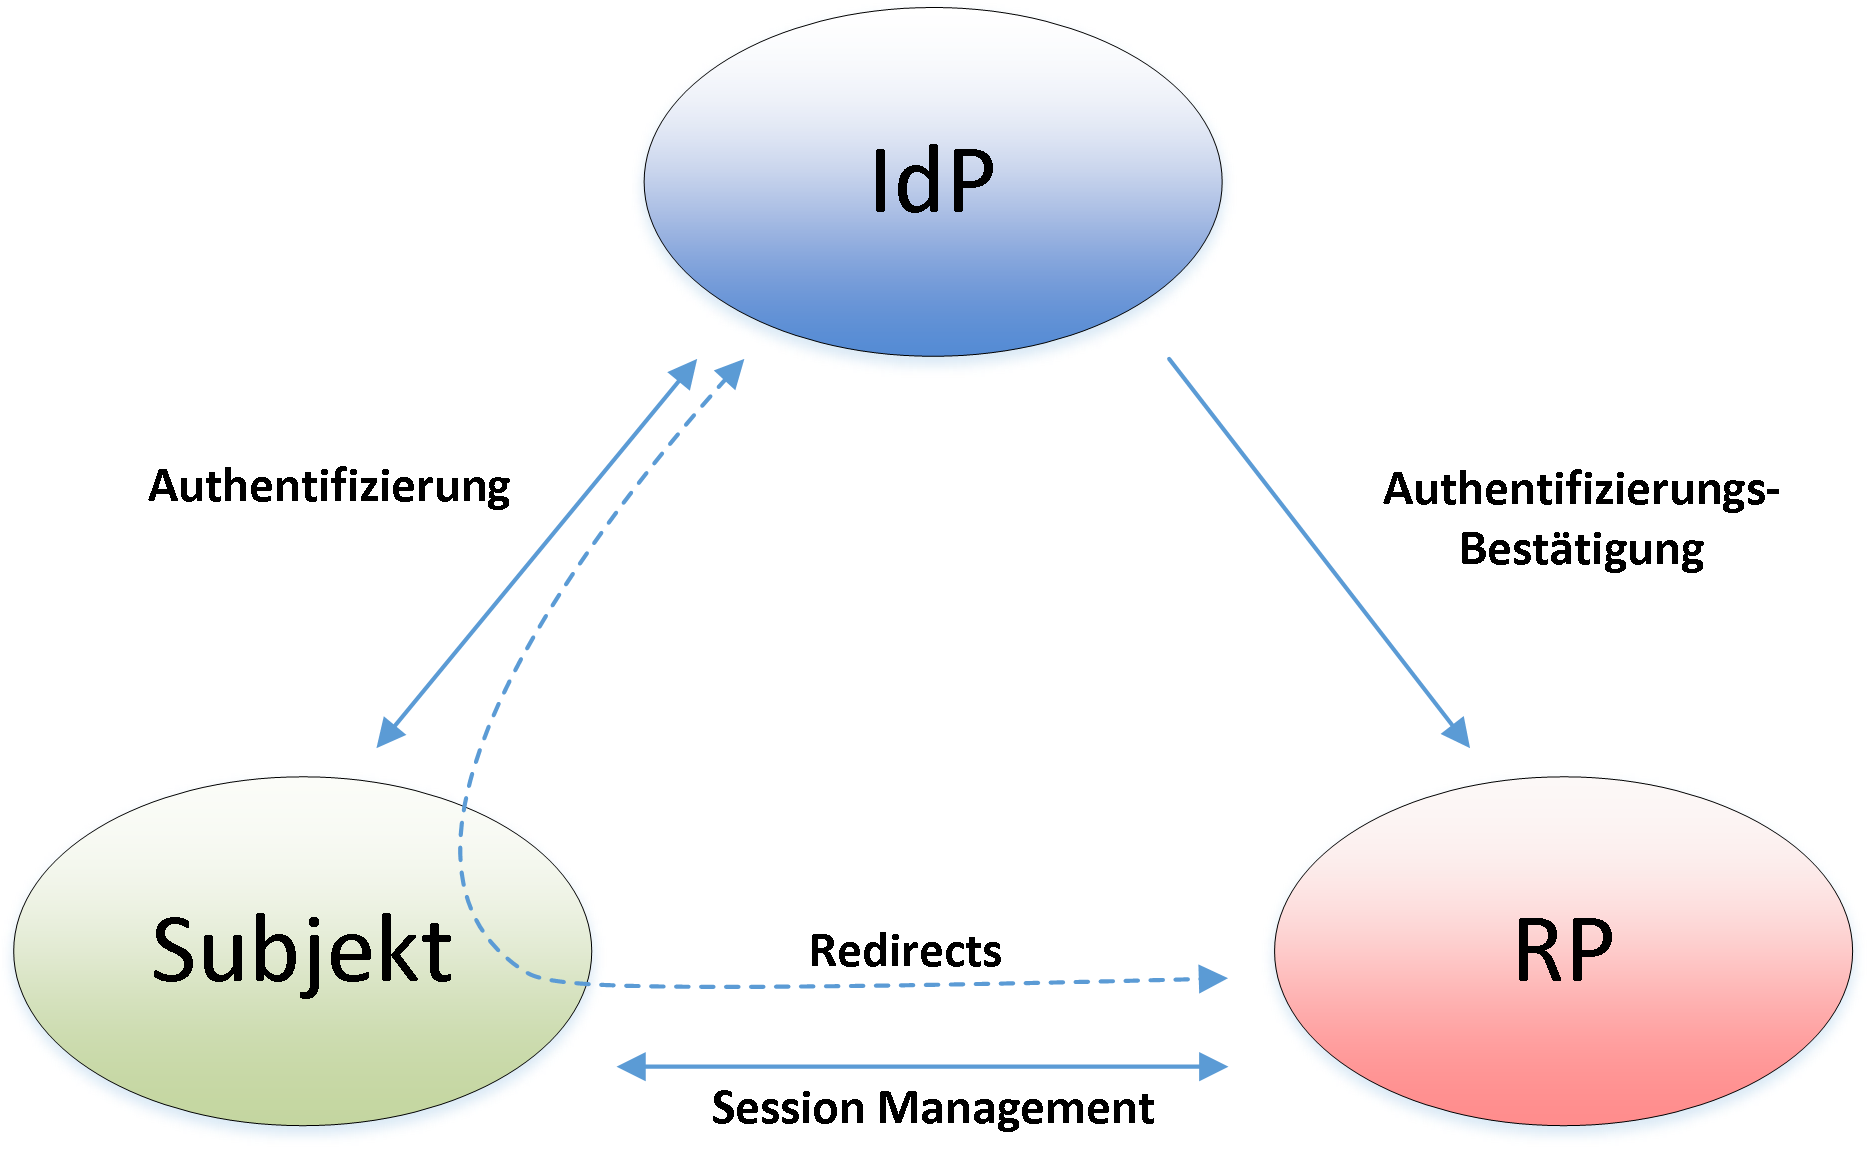 IdP
Authentifizierung
Authentifizierungs-
Bestätigung
Subjekt
Redirects
RP
Session Management